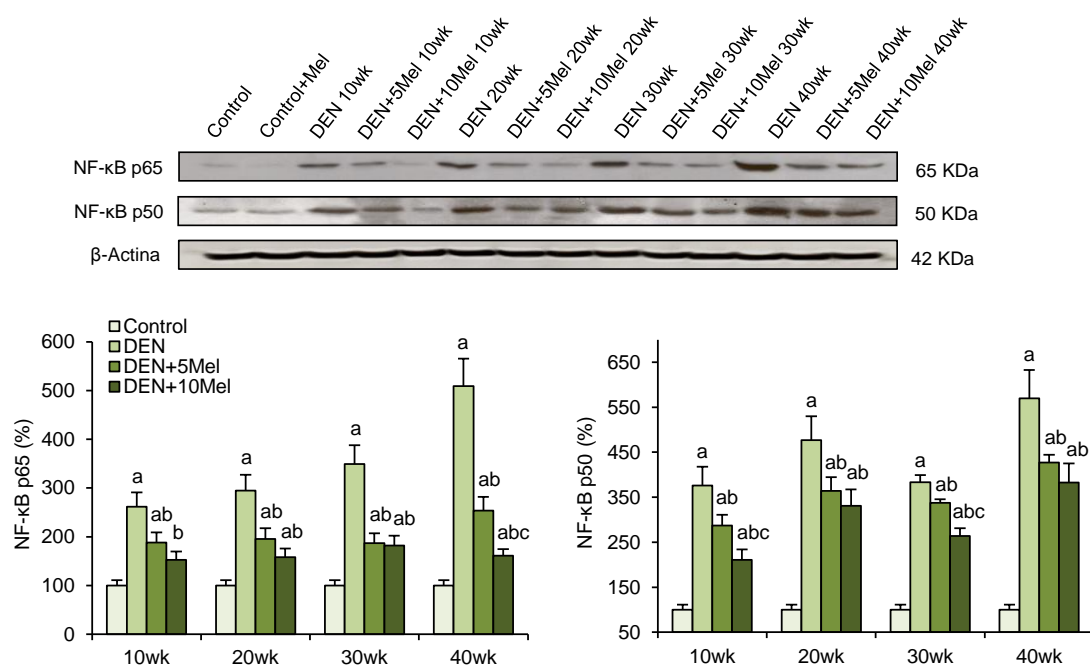 Control
Control+Mel
DEN 10wk
DEN+5Mel 10wk
DEN+10Mel 10wk
DEN 20wk
DEN+5Mel 20wk
DEN+10Mel 20wk
DEN 30wk
DEN+5Mel 30wk
DEN+10Mel 30wk
DEN 40wk
DEN+5Mel 40wk
DEN+10Mel 40wk
NF-κB p65 65 KDa
NF-κB p50 50 KDa
β-Actina 42 KDa
Control
DEN
DEN+5Mel
DEN+10Mel
NF-κB p65 (%)
600
500
400
300
200
100
0
a
ab
b
a
ab
ab
a
ab
ab
a
ab
abc
10wk 20wk 30wk 40wk
NF-κB p50 (%)
650
550
450
350
250
150
50
a
ab
abc
a
ab
ab
a
ab
abc
a
ab
ab
10wk 20wk 30wk 40wk